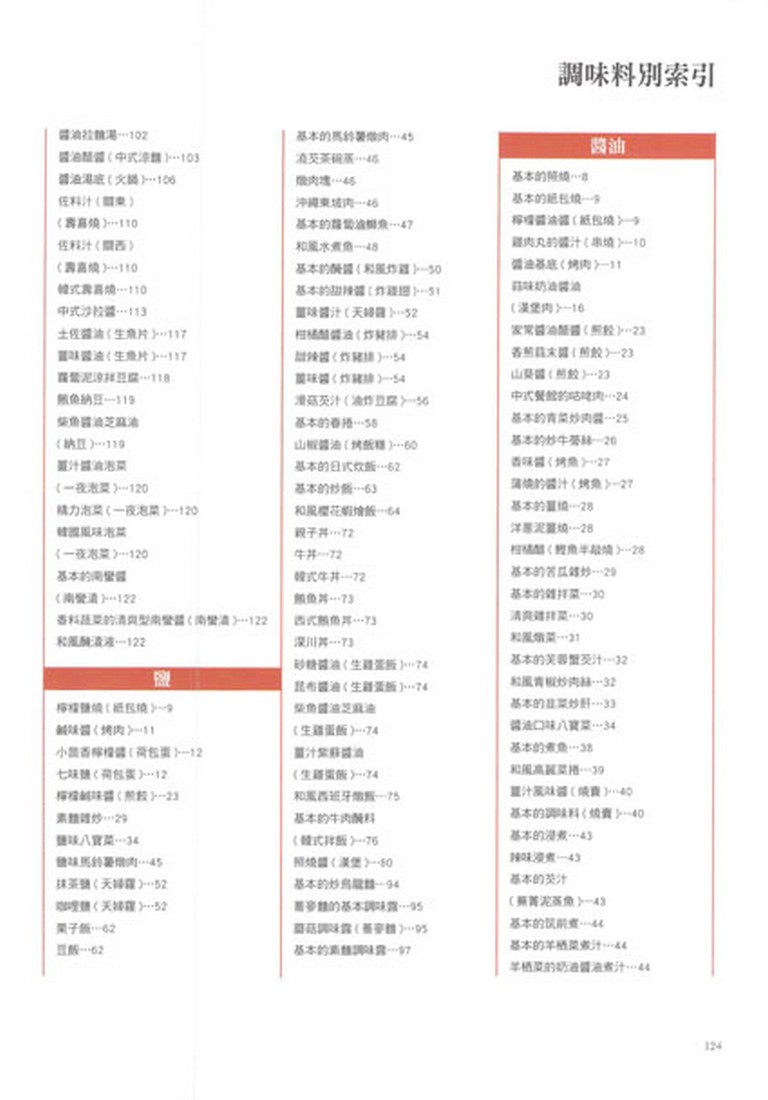 調味料別索引
醬油
基本的照燒…8
基本的紙包燒…9
檸檬醬油醬（紙包燒）…9
雞肉丸的醬汁（串燒）…10
醬油基底（烤肉）…11
蒜味奶油醬油
（漢堡肉）…16
家常醬油醋醬（煎餃）…23
香煎蒜末醬（煎餃）…23
山葵醬（煎餃）…23
中式餐館的咕咾肉…24
基本的青菜炒肉醬…25
基本的炒牛蒡絲…26
香味醬（烤魚）…27
蒲燒的醬汁（烤魚）…27
基本的薑燒…28
洋蔥泥薑燒…28
柑橘醋（鰹魚半敲燒）…28
基本的苦瓜雜炒…29
基本的雜拌菜…30
清爽雜拌菜…30
和風燉菜…31
基本的芙蓉蟹芡汁…32
和風青椒炒肉絲…32
基本的韭菜炒肝…33
醬油口味八寶菜…34
基本的煮魚…38
和風高麗菜捲…39
薑汁風味醬（燒賣）…40
基本的調味料（燒賣）…40
基本的浸煮…43
辣味浸煮…43
基本的芡汁
（蕪菁泥蒸魚）…43
基本的筑前煮…44
基本的羊栖菜煮汁…44
羊栖菜的奶油醬油煮汁…44
基本的馬鈴薯燉肉…45
澆芡茶碗蒸…46
燉肉塊…46
沖繩東坡肉…46
基本的蘿蔔滷鰤魚…47
和風水煮魚…48
基本的醃醬（和風炸雞）…50
基本的甜辣醬（炸雞翅）…51
薑味醬汁（天婦羅）…52
柑橘醋醬油（炸豬排）…54
甜辣醬（炸豬排）…54
薑味醬（炸豬排）…54
滑菇芡汁（油炸豆腐）…56
基本的春捲…58
山椒醬油（烤飯糰）…60
基本的日式炊飯…62
基本的炒飯…63
和風櫻花蝦燴飯…64
親子丼…72
牛丼…72
韓式牛丼…72
鮪魚丼…73
西式鮪魚丼…73
深川丼…73
砂糖醬油（生雞蛋飯）…74
昆布醬油（生雞蛋飯）…74
柴魚醬油芝麻油
（生雞蛋飯）…74
薑汁紫蘇醬油
（生雞蛋飯）…74
和風西班牙燉飯…75
基本的牛肉醃料
（韓式拌飯）…76
照燒醬（漢堡）…80
基本的炒烏龍麵…94
蕎麥麵的基本調味露…95
蘑菇調味露（蕎麥麵）…95
基本的素麵調味露…97
醬油拉麵湯…102
醬油醋醬（中式涼麵）…103
醬油湯底（火鍋）…106
佐料汁（關東）
（壽喜燒）…110
佐料汁（關西）
（壽喜燒）…110
韓式壽喜燒…110
中式沙拉醬…113
土佐醬油（生魚片）…117
薑味醬油（生魚片）…117
蘿蔔泥涼拌豆腐…118
鮪魚納豆…119
柴魚醬油芝麻油
（納豆）…119
薑汁醬油泡菜
（一夜泡菜）…120
精力泡菜（一夜泡菜）…120
韓國風味泡菜
（一夜泡菜）…120
基本的南蠻醬
（南蠻漬）…122
香料蔬菜的清爽型南蠻醬（南蠻漬）…122
和風醃漬液…122
鹽
檸檬鹽燒（紙包燒）…9
鹹味醬（烤肉）…11
小茴香檸檬醬（荷包蛋）…12
七味鹽（荷包蛋）…12
檸檬鹹味醬（煎餃）…23
素麵雜炒…29
鹽味八寶菜…34
鹽味馬鈴薯燉肉…45
抹茶鹽（天婦羅）…52
咖哩鹽（天婦羅）…52
栗子飯…62
豆飯…62
124